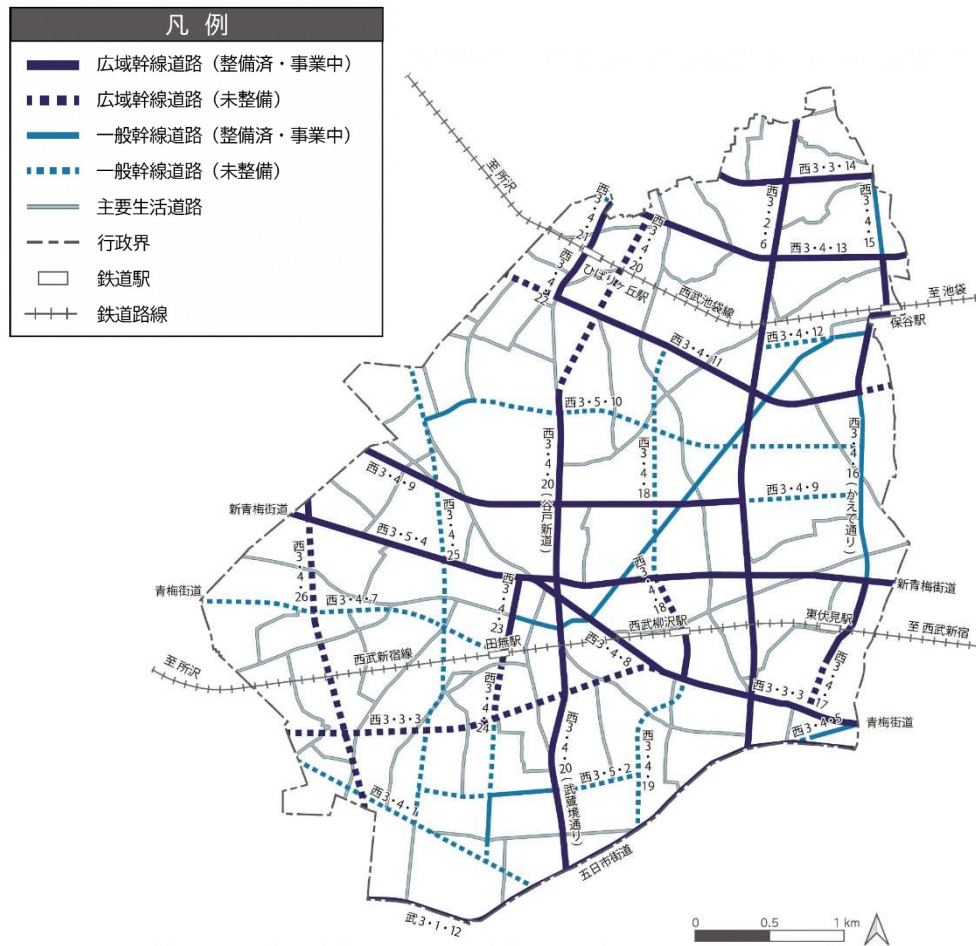 凡 例
広域幹線道路（整備済・事業中）
広域幹線道路（未整備）
一般幹線道路（整備済・事業中）
一般幹線道路（未整備）
主要生活道路
行政界
鉄道駅
鉄道路線
至所沢
西3・4・21
西3・4・20
西3・3・14
西3・2・6
西3・4・15
西3・4・13
西3・4・22
ひばりヶ丘駅
西武池袋線
至 池袋
保谷駅
西3・4・12
西3・4・11
西3・5・10
西3・4・20（谷戸新道）
西3・4・18
西3・4・16（かえで通り）
西3・4・9
西3・4・9
新青梅街道
西3・5・4
西3・4・25
西3・4・26
青梅街道
西3・4・7
西3・4・23
西3・4・18
新青梅街道
田無駅
西武柳沢駅
東伏見駅
至 西武新宿
至 所沢
西武新宿線
西3・4・8
西3・4・17
西3・3・3
西3・3・3
西3・4・24
西3・4・5
青梅街道
西3・4・20（武蔵境通り）
西3・4・19
西3・5・2
西3・4・1
五日市街道
武3・1・12
0 0.5 1 km